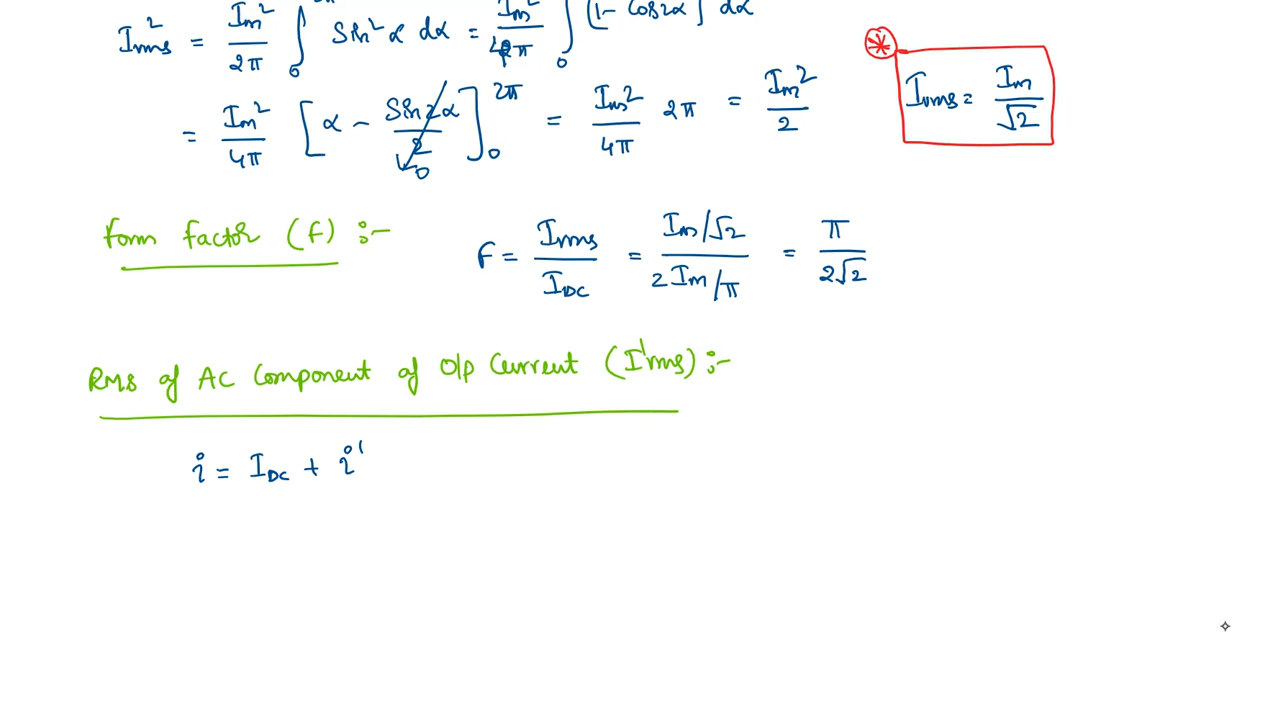 I²rms = Im²/2π ∫₀ Sin²α dα = Im²/4π ∫₀ (1- Cos2α] dα
= Im²/4π [α - Sin2α/2]₀^2π = Im²/4π 2π = Im²/2
0
* Irms = Im/√2
form factor (F) :-
F = Irms/IDC = Im/√2 / 2Im/π = π/2√2
RMS of AC Component of O/p Current (I'rms) :-
i = IDC + i'